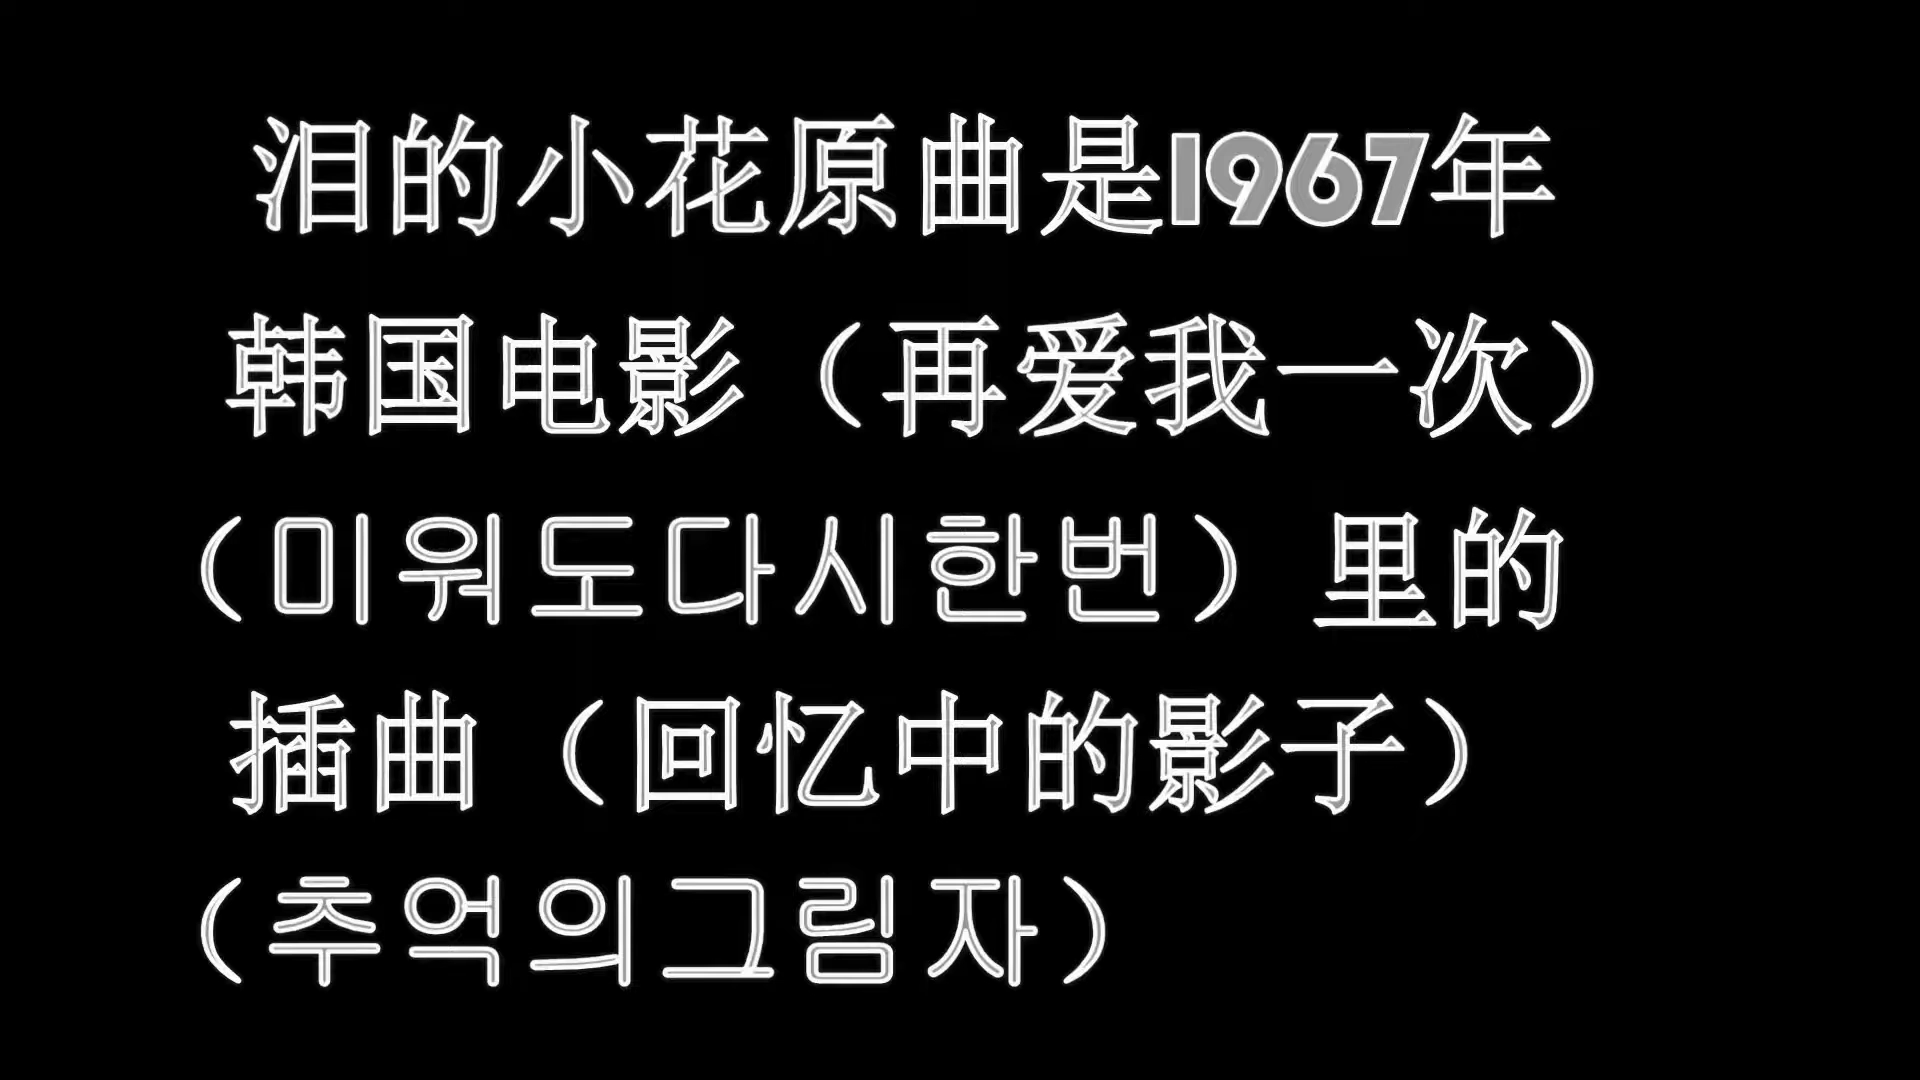 泪的小花原曲是1967年
韩国电影（再爱我一次）
（미워도다시한번）里的
插曲（回忆中的影子）
（추억의그림자）